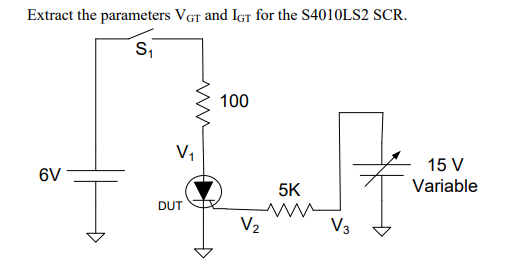 Extract the parameters VGT and IGT for the S4010LS2 SCR.
S1
100
V1
6V
15 V
Variable
5K
DUT
V2
V3